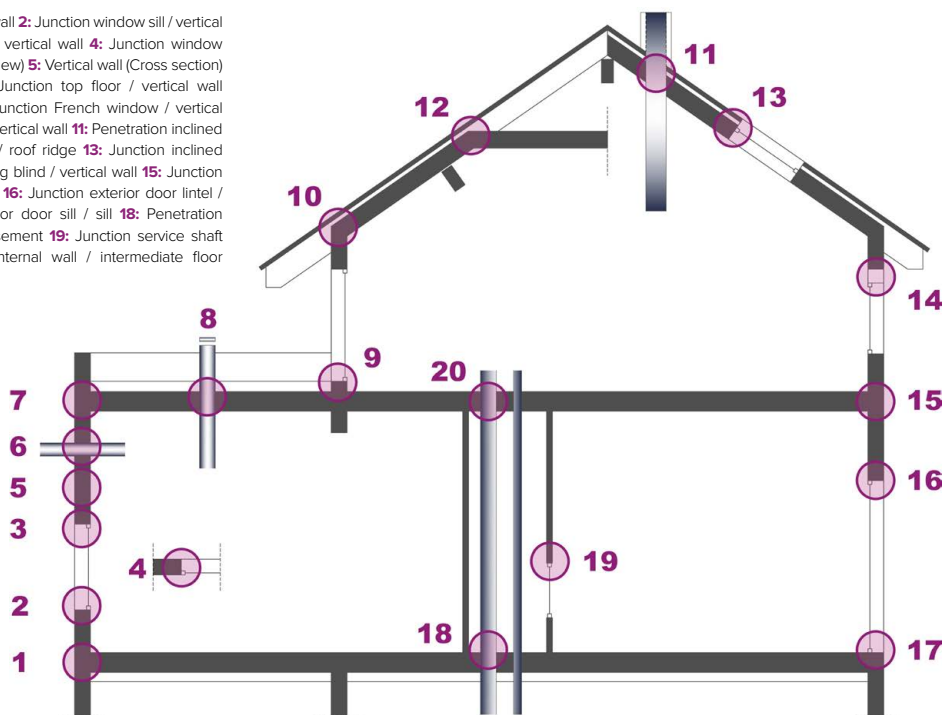 all 2: Junction window sill / vertical
vertical wall 4: Junction window
ew) 5: Vertical wall (Cross section)
Junction top floor / vertical wall
unction French window / vertical
ertical wall 11: Penetration inclined
/ roof ridge 13: Junction inclined
g blind / vertical wall 15: Junction
16: Junction exterior door lintel /
or door sill / sill 18: Penetration
sement 19: Junction service shaft
nternal wall / intermediate floor
11
13
12
10
14
8
9
20
7
15
6
5
16
3
4
19
2
18
17
1